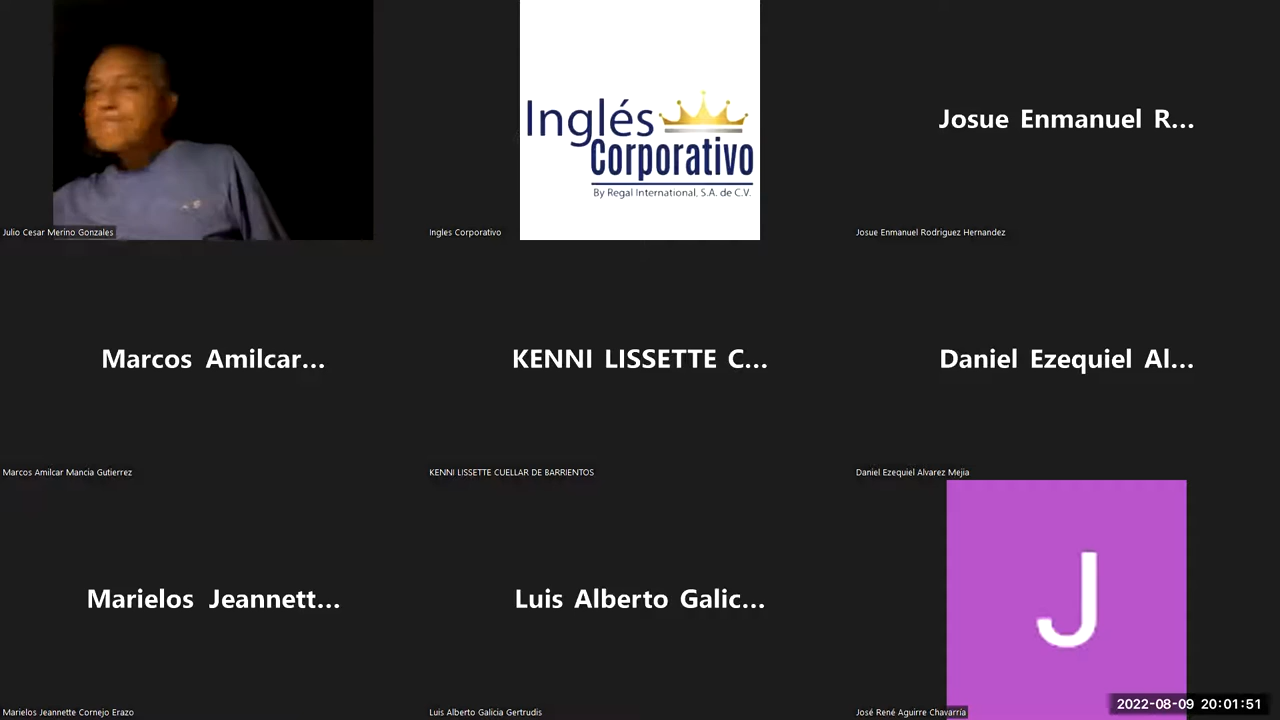 Inglés
Corporativo
By Regal International, S.A. de C.V.
Josue Enmanuel R...
Julio Cesar Merino Gonzales
Ingles Corporativo
Josue Enmanuel Rodriguez Hernandez
Marcos Amilcar...
KENNI LISSETTE C...
Daniel Ezequiel Al...
Marcos Amilcar Mancia Gutierrez
KENNI LISSETTE CUELLAR DE BARRIENTOS
Daniel Ezequiel Alvarez Mejia
Marielos Jeannett...
Luis Alberto Galic...
J
Marielos Jeannette Cornejo Erazo
Luis Alberto Galicia Gertrudis
José René Aguirre Chavarría
2022-08-09 20:01:51